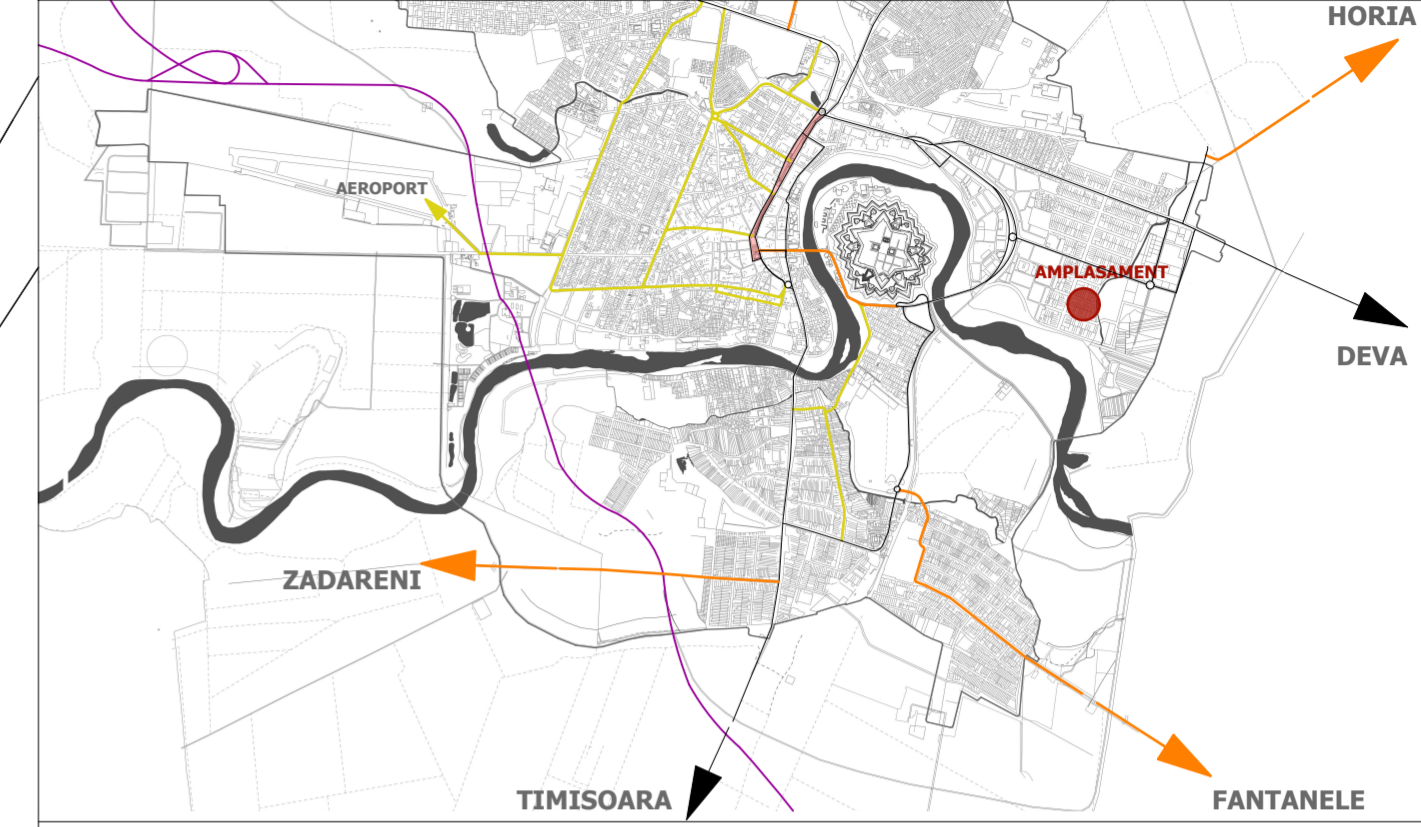 HORIA
AEROPORT
AMPLASAMENT
DEVA
ZADARENI
TIMISOARA
FANTANELE